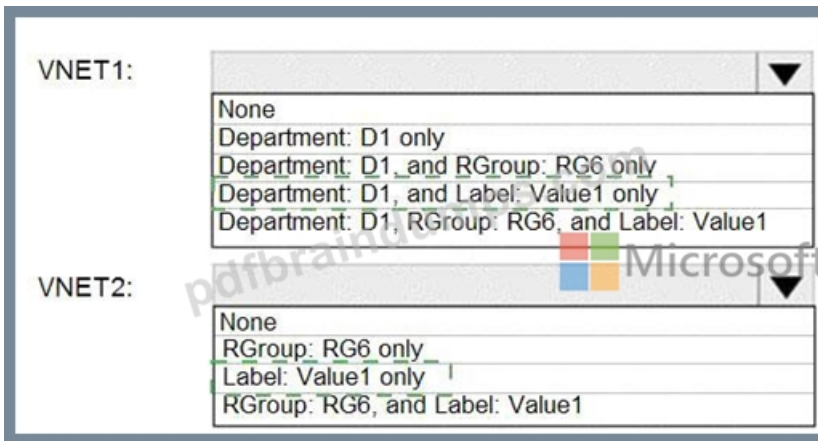 VNET1:
None
Department: D1 only
Department: D1, and RGroup: RG6 only
Department: D1, and Label: Value1 only
Department: D1, RGroup: RG6, and Label: Value1
pdfbraindumps.com
Microsoft
VNET2:
None
RGroup: RG6 only
Label: Value1 only
RGroup: RG6, and Label: Value1